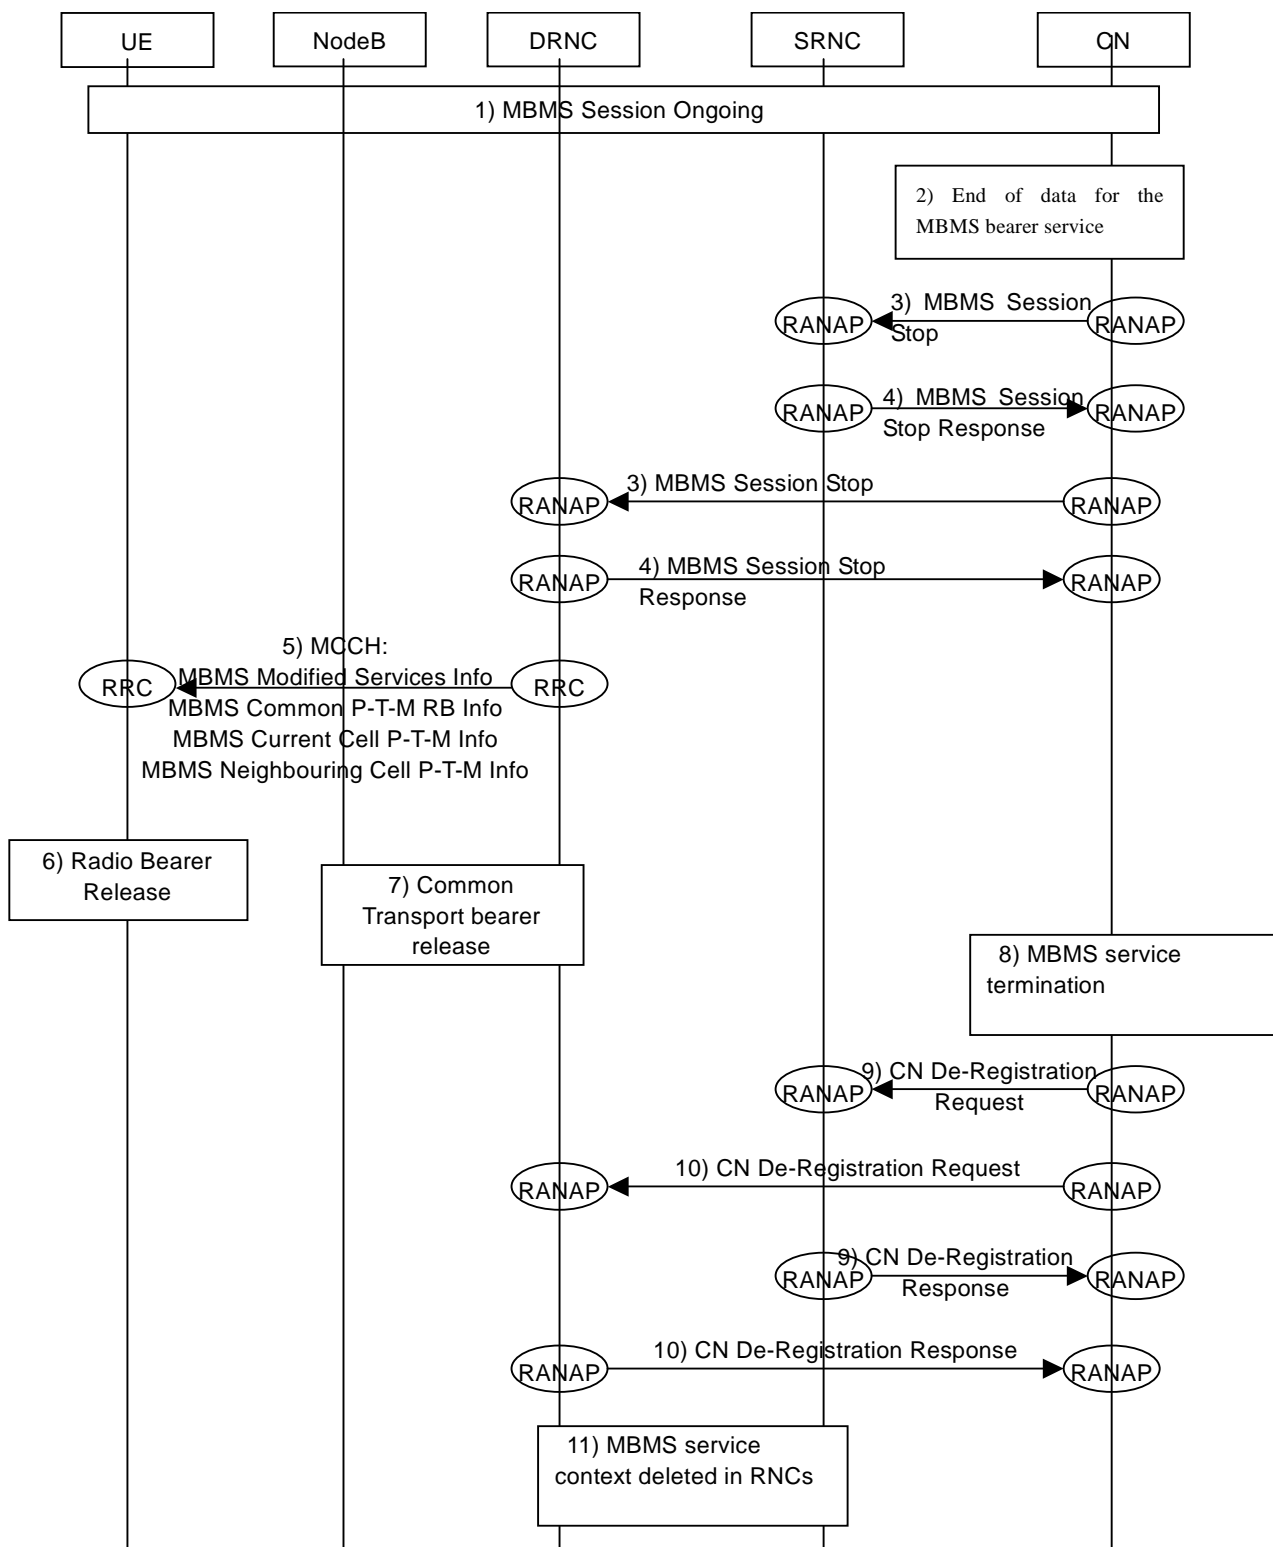 UE
NodeB
DRNC
SRNC
CN
1) MBMS Session Ongoing
2) End of data for the
MBMS bearer service
3) MBMS Session
Stop
RANAP
RANAP
4) MBMS Session
Stop Response
RANAP
RANAP
3) MBMS Session Stop
RANAP
RANAP
4) MBMS Session Stop
Response
RANAP
RANAP
5) MCCH:
MBMS Modified Services Info
MBMS Common P-T-M RB Info
MBMS Current Cell P-T-M Info
MBMS Neighbouring Cell P-T-M Info
RRC
RRC
6) Radio Bearer
Release
7) Common
Transport bearer
release
8) MBMS service
termination
9) CN De-Registration
Request
RANAP
RANAP
10) CN De-Registration Request
RANAP
RANAP
9) CN De-Registration
Response
RANAP
RANAP
10) CN De-Registration Response
RANAP
RANAP
11) MBMS service
context deleted in RNCs